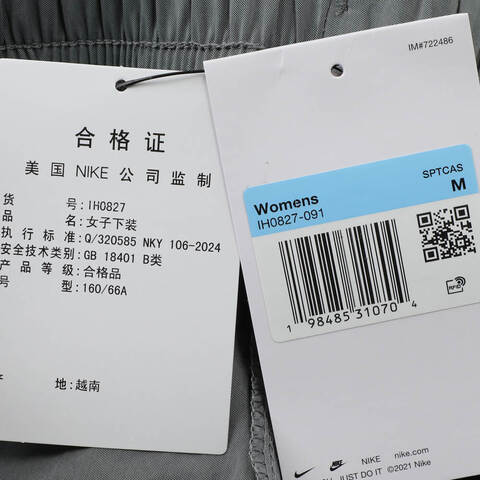 合格证
美国 NIKE 公司监制
货 号: IH0827
品 名: 女子下装
执行标准: Q/320585 NKY 106-2024
安全技术类别: GB 18401 B类
产品等级: 合格品
号 型: 160/66A
产 地: 越南
IM#722486
SPTCAS
Womens M
IH0827-091
RFID
1 98485 31070 4
NIKE nike.com
JUST DO IT ©2021 Nike